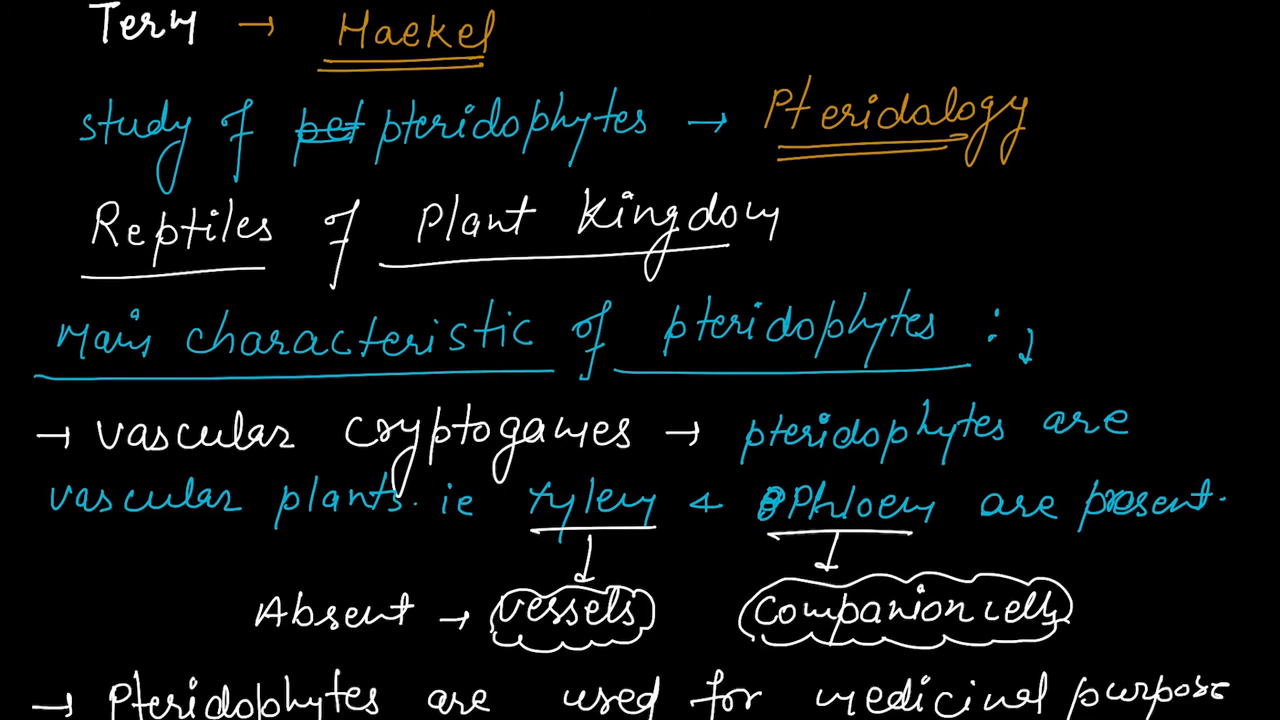 Term → Haekel
study of pteridophytes → Pteridalogy
Reptiles of Plant Kingdom
Main characteristic of pteridophytes :↓
→ vascular cryptogames → pteridophytes are
vascular plants. ie xylem + Phloem are present.
Absent → vessels companion cells
→ Pteridophytes are used for medicinal purpose